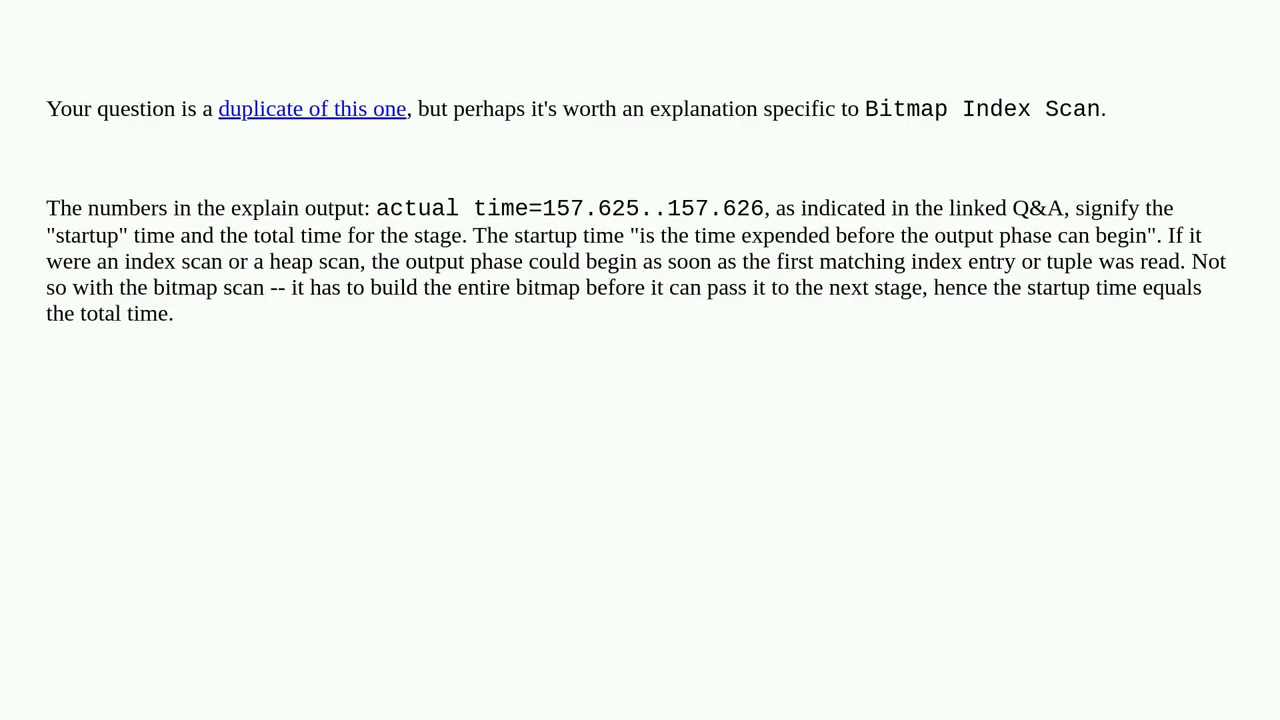 Your question is a duplicate of this one, but perhaps it's worth an explanation specific to Bitmap Index Scan.
The numbers in the explain output: actual time=157.625..157.626, as indicated in the linked Q&A, signify the
"startup" time and the total time for the stage. The startup time "is the time expended before the output phase can begin". If it
were an index scan or a heap scan, the output phase could begin as soon as the first matching index entry or tuple was read. Not
so with the bitmap scan -- it has to build the entire bitmap before it can pass it to the next stage, hence the startup time equals
the total time.